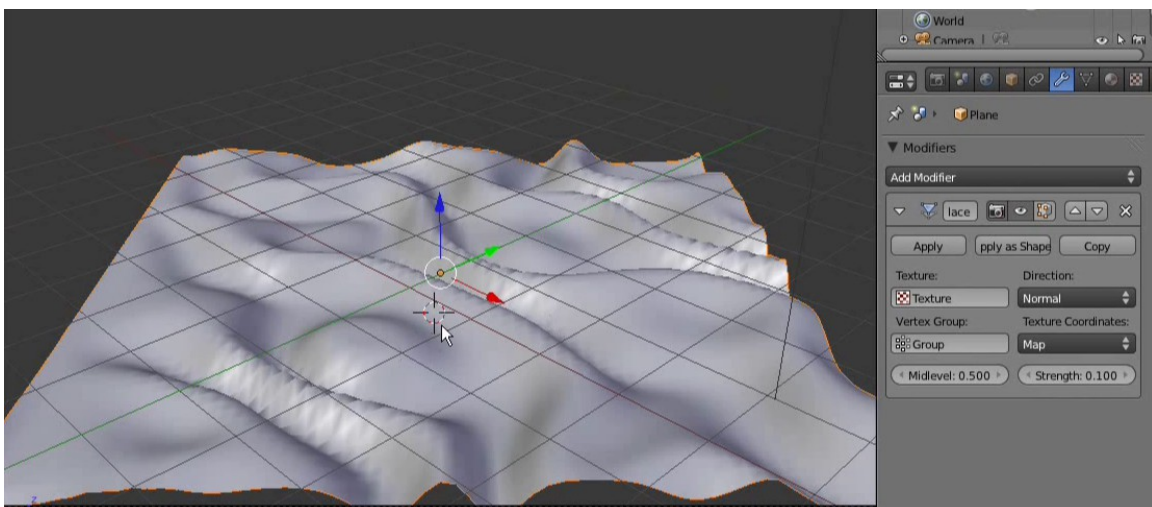 World
Camera
Plane
Modifiers
Add Modifier
lace
Apply pply as Shape Copy
Texture: Direction:
Texture Normal
Vertex Group: Texture Coordinates:
Group Map
Midlevel: 0.500 Strength: 0.100
z